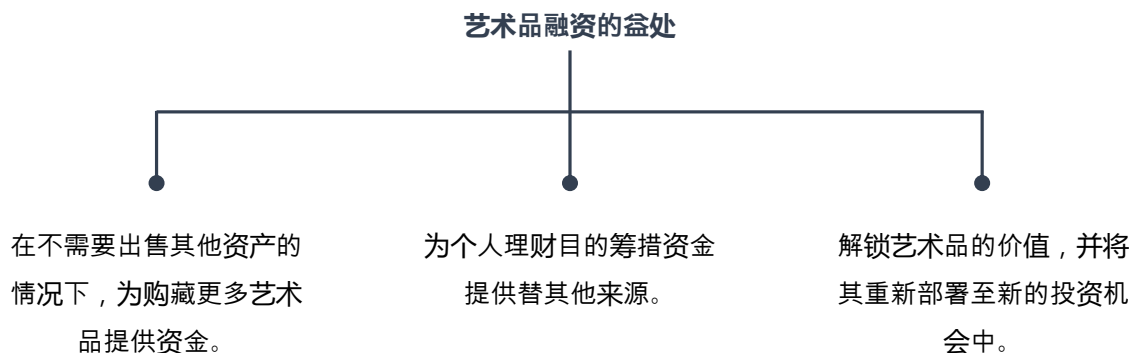 艺术品融资的益处
在不需要出售其他资产的
情况下，为购藏更多艺术
品提供资金。
为个人理财目的筹措资金
提供替其他来源。
解锁艺术品的价值，并将
其重新部署至新的投资机
会中。